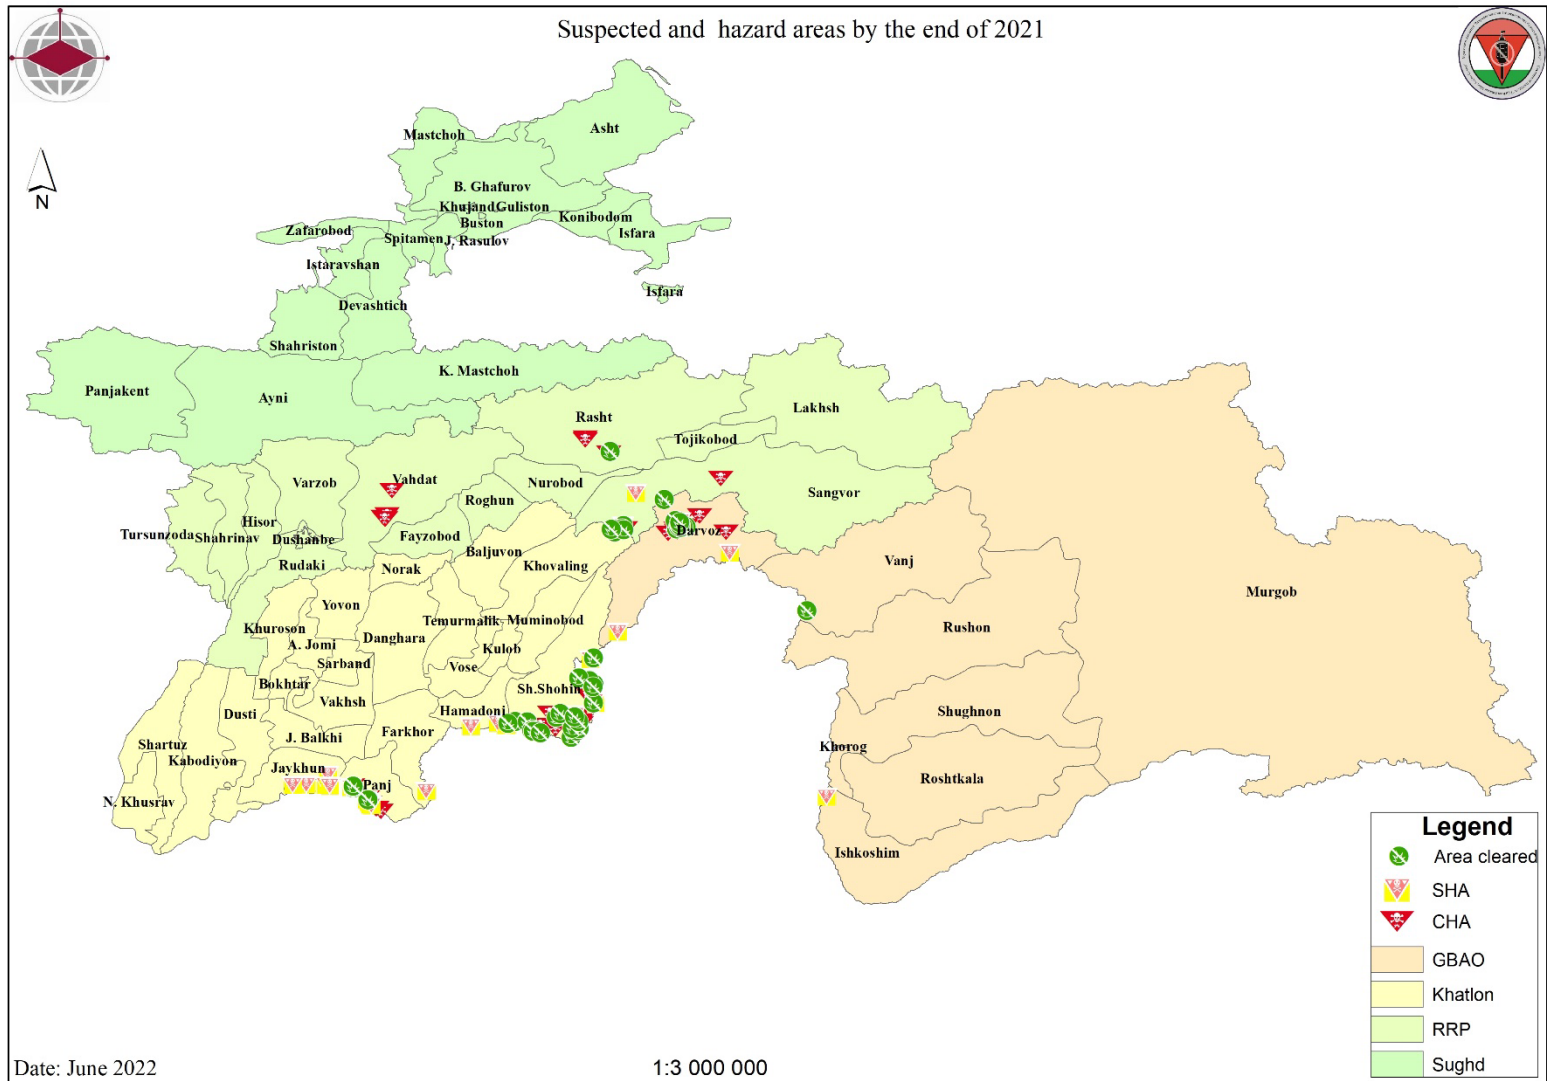 Suspected and hazard areas by the end of 2021
N
Mastchoh
Asht
B. Ghafurov
Khujand
Guliston
Buston
Konibodom
Zafarobod
Spitamen
J. Rasulov
Isfara
Istaravshan
Isfara
Devashtich
Shahriston
K. Mastchoh
Panjakent
Ayni
Rasht
Lakhsh
Tojikobod
Varzob
Vahdat
Nurobod
Sangvor
Roghun
Hisor
Tursunzoda
Shahrinav
Dushanbe
Fayzobod
Darvoz
Baljuvon
Rudaki
Norak
Khovaling
Vanj
Murgob
Yovon
Temurmalik
Muminobod
Khuroson
A. Jomi
Danghara
Rushon
Kulob
Sarband
Vose
Bokhtar
Sh.Shohin
Vakhsh
Hamadoni
Shughnon
Dusti
Farkhor
J. Balkhi
Shartuz
Khorog
Kabodiyon
Jaykhun
Roshtkala
Panj
N. Khusrav
Ishkoshim
Legend
Area cleared
SHA
CHA
GBAO
Khatlon
RRP
Sughd
Date: June 2022
1:3 000 000